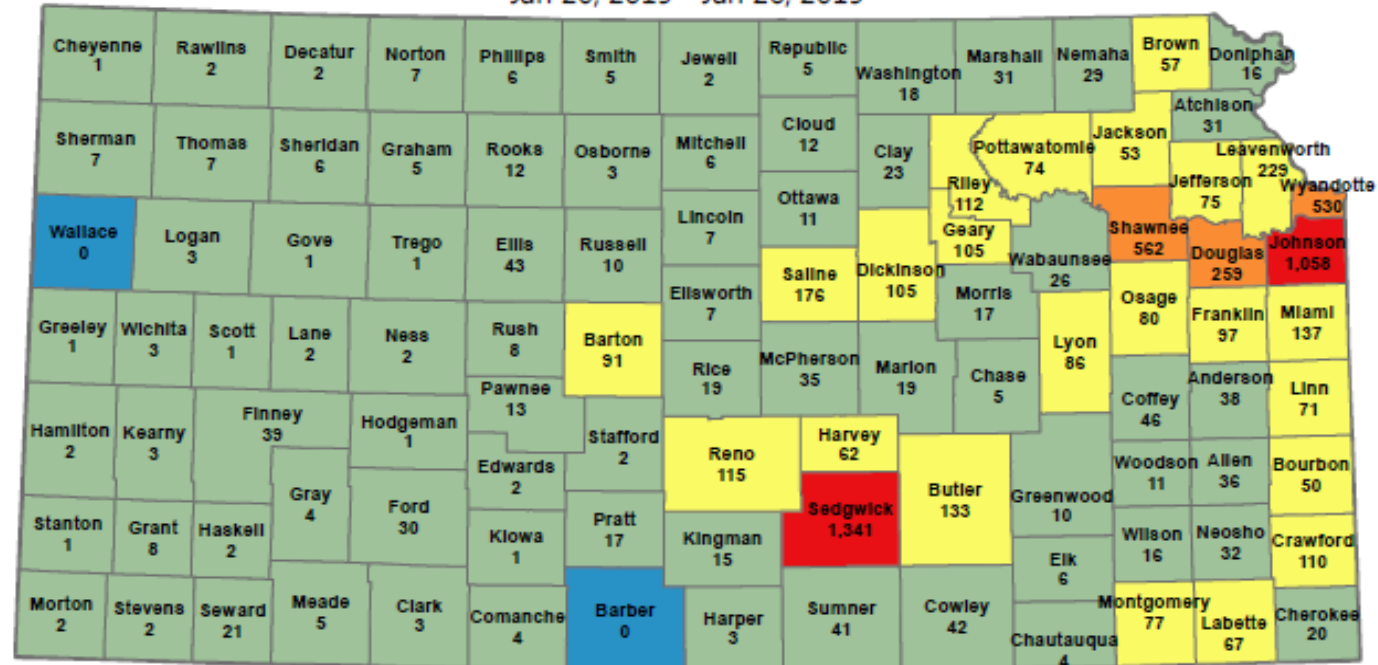 Cheyenne
1
Rawlins
2
Decatur
2
Norton
7
Phillips
6
Smith
5
Jewell
2
Republic
5
Washington
18
Marshall
31
Nemaha
29
Brown
57
Doniphan
16
Atchison
31
Sherman
7
Thomas
7
Sheridan
6
Graham
5
Rooks
12
Osborne
3
Mitchell
6
Cloud
12
Clay
23
Riley
112
Pottawatomie
74
Jackson
53
Jefferson
75
Leavenworth
229
Wyandotte
530
Ottawa
11
Lincoln
7
Wallace
0
Logan
3
Gove
1
Trego
1
Ellis
43
Russell
10
Ellsworth
7
Saline
176
Dickinson
105
Geary
105
Wabaunsee
26
Shawnee
562
Douglas
259
Johnson
1,058
Morris
17
Osage
80
Franklin
97
Miami
137
Greeley
1
Wichita
3
Scott
1
Lane
2
Ness
2
Rush
8
Barton
91
Rice
19
McPherson
35
Marion
19
Chase
5
Lyon
86
Coffey
46
Anderson
38
Linn
71
Pawnee
13
Hamilton
2
Kearny
3
Finney
39
Hodgeman
1
Stafford
2
Edwards
2
Reno
115
Harvey
62
Butler
133
Greenwood
10
Woodson
11
Allen
36
Bourbon
50
Gray
4
Ford
30
Stanton
1
Grant
8
Haskell
2
Kiowa
1
Pratt
17
Kingman
15
Sedgwick
1,341
Elk
6
Wilson
16
Neosho
32
Crawford
110
Morton
2
Stevens
2
Seward
21
Meade
5
Clark
3
Comanche
4
Barber
0
Harper
3
Sumner
41
Cowley
42
Chautauqua
4
Montgomery
77
Labette
67
Cherokee
20